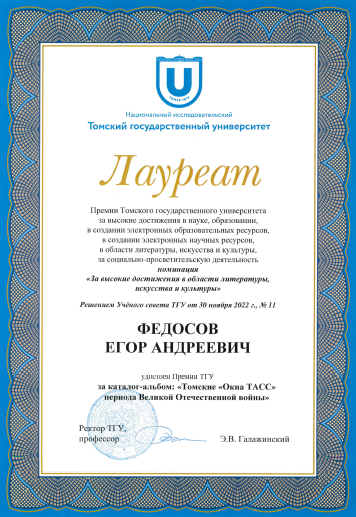 U
ТОМСК·1878
Национальный исследовательский
Томский государственный университет
Лауреат
Премии Томского государственного университета
за высокие достижения в науке, образовании,
в создании электронных образовательных ресурсов,
в создании электронных научных ресурсов,
в области литературы, искусства и культуры,
за социально-просветительскую деятельность
номинация
«За высокие достижения в области литературы,
искусства и культуры»
Решением Учёного совета ТГУ от 30 ноября 2022 г., № 11
ФЕДОСОВ
ЕГОР АНДРЕЕВИЧ
удостоен Премии ТГУ
за каталог-альбом: «Томские «Окна ТАСС»
периода Великой Отечественной войны»
Ректор ТГУ,
профессор
Э.В. Галажинский